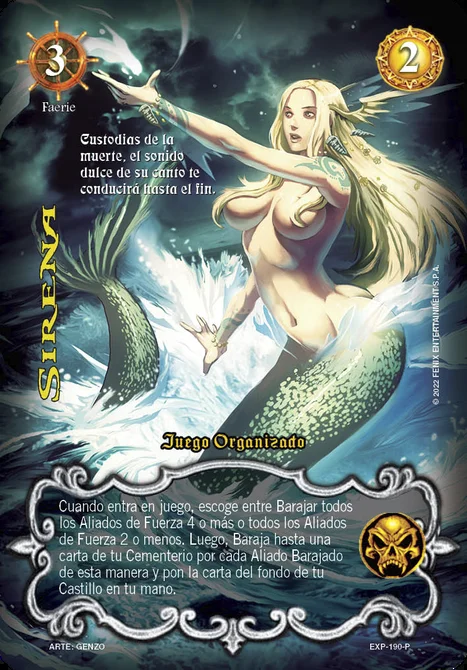 3
2
Faerie
Custodias de la
muerte, el sonido
dulce de su canto te
conducirá hasta el fin.
SIRENA
© 2022 FENIX ENTERTAINMENT S.P.A.
Juego Organizado
Cuando entra en juego, escoge entre Barajar todos
los Aliados de Fuerza 4 o más o todos los Aliados
de Fuerza 2 o menos. Luego, Baraja hasta una
carta de tu Cementerio por cada Aliado Barajado
de esta manera y pon la carta del fondo de tu
Castillo en tu mano.
ARTE: GENZO
EXP-190-P